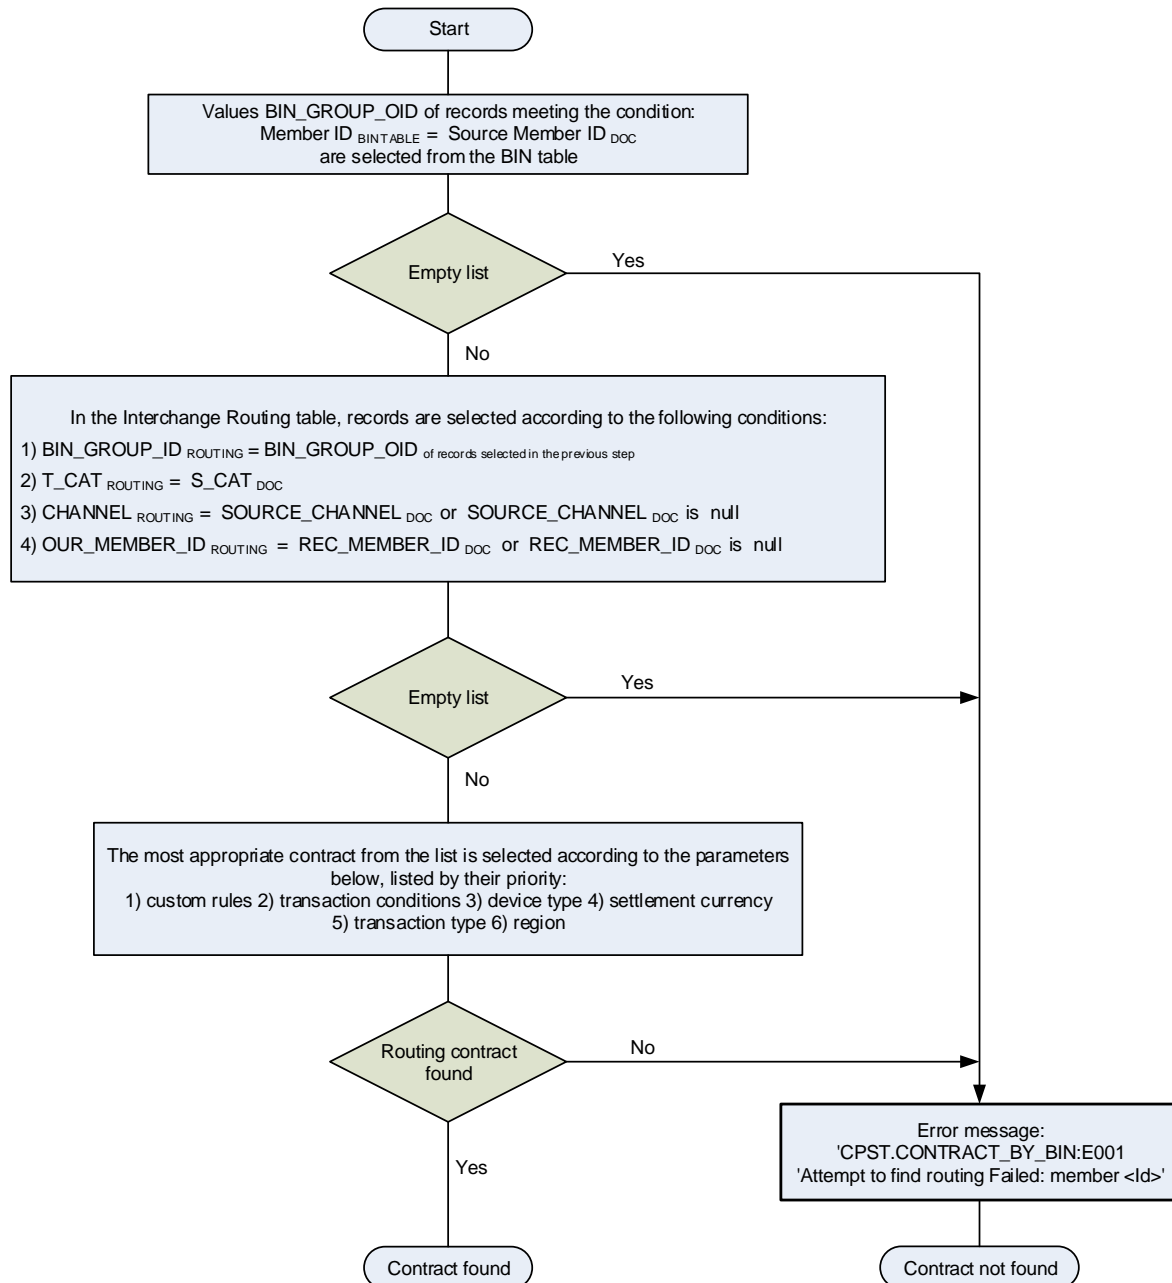 Start
Values BIN_GROUP_OID of records meeting the condition:
Member ID BINTABLE = Source Member ID DOC
are selected from the BIN table
Empty list
Yes
No
In the Interchange Routing table, records are selected according to the following conditions:
1) BIN_GROUP_ID ROUTING = BIN_GROUP_OID of records selected in the previous step
2) T_CAT ROUTING = S_CAT DOC
3) CHANNEL ROUTING = SOURCE_CHANNEL DOC or SOURCE_CHANNEL DOC is null
4) OUR_MEMBER_ID ROUTING = REC_MEMBER_ID DOC or REC_MEMBER_ID DOC is null
Empty list
Yes
No
The most appropriate contract from the list is selected according to the parameters
below, listed by their priority:
1) custom rules 2) transaction conditions 3) device type 4) settlement currency
5) transaction type 6) region
Routing contract
found
No
Yes
Error message:
'CPST.CONTRACT_BY_BIN:E001
'Attempt to find routing Failed: member <Id>'
Contract found
Contract not found